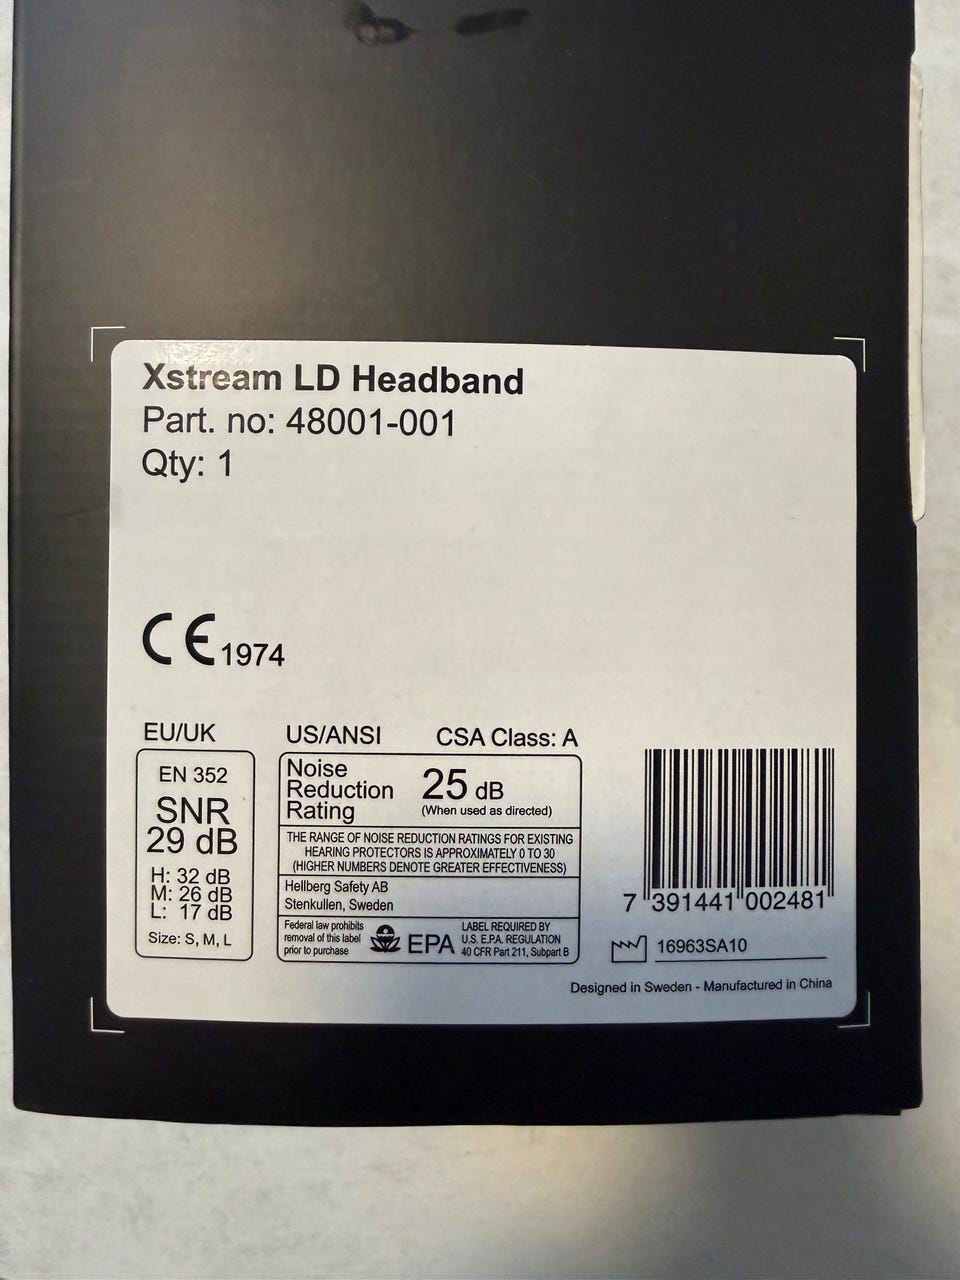 Xstream LD Headband
Part. no: 48001-001
Qty: 1
CE 1974
EU/UK
EN 352
SNR
29 dB
H: 32 dB
M: 26 dB
L: 17 dB
Size: S, M, L
US/ANSI CSA Class: A
Noise
Reduction
Rating
25 dB
(When used as directed)
THE RANGE OF NOISE REDUCTION RATINGS FOR EXISTING
HEARING PROTECTORS IS APPROXIMATELY 0 TO 30
(HIGHER NUMBERS DENOTE GREATER EFFECTIVENESS)
Hellberg Safety AB
Stenkullen, Sweden
Federal law prohibits
removal of this label
prior to purchase
EPA
LABEL REQUIRED BY
U.S. E.P.A. REGULATION
40 CFR Part 211, Subpart B
7 391441 002481
16963SA10
Designed in Sweden - Manufactured in China